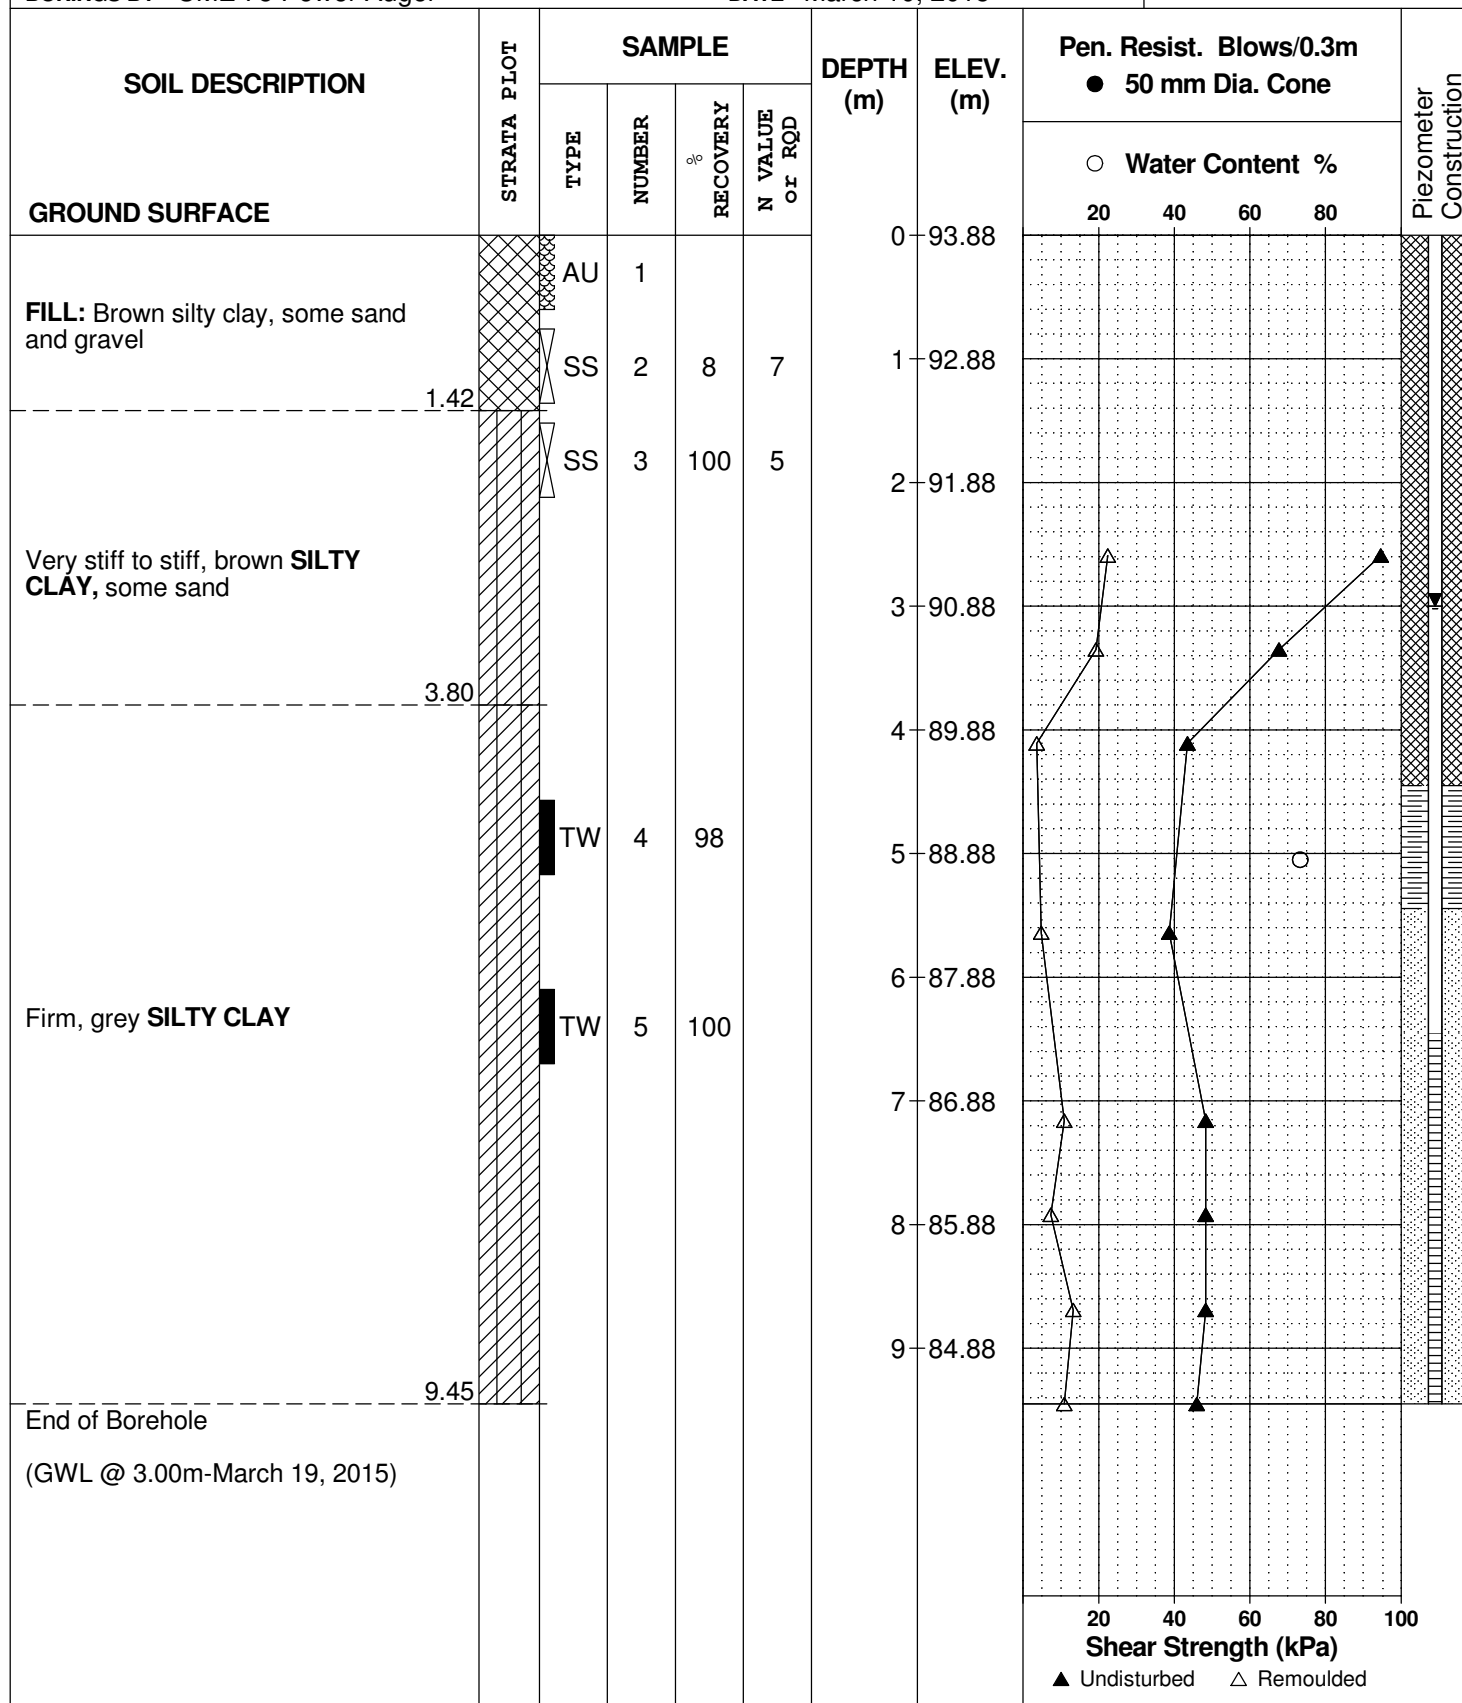 SOIL DESCRIPTION
GROUND SURFACE
STRATA PLOT
SAMPLE
TYPE
NUMBER
%
RECOVERY
N VALUE
or RQD
DEPTH
(m)
ELEV.
(m)
Pen. Resist. Blows/0.3m
● 50 mm Dia. Cone
○ Water Content %
20 40 60 80
Piezometer
Construction
0 93.88
AU 1
FILL: Brown silty clay, some sand
and gravel
SS 2 8 7
1 92.88
1.42
SS 3 100 5
2 91.88
Very stiff to stiff, brown SILTY
CLAY, some sand
3 90.88
3.80
4 89.88
TW 4 98
5 88.88
6 87.88
Firm, grey SILTY CLAY
TW 5 100
7 86.88
8 85.88
9 84.88
9.45
End of Borehole
(GWL @ 3.00m-March 19, 2015)
20 40 60 80 100
Shear Strength (kPa)
▲ Undisturbed △ Remoulded